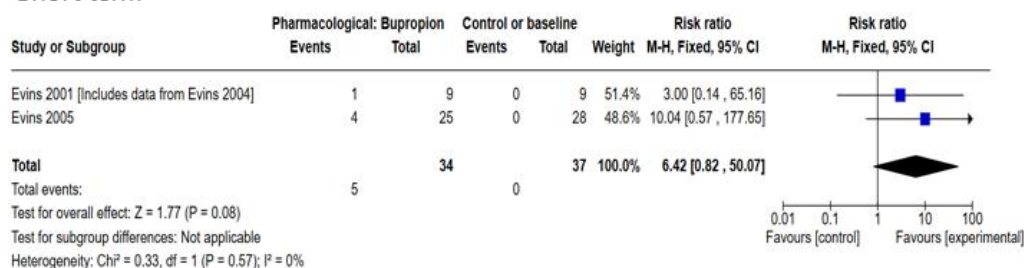 Pharmacological: Bupropion Control or baseline Risk ratio Risk ratio
Study or Subgroup Events Total Events Total Weight M-H, Fixed, 95% CI M-H, Fixed, 95% CI
Evins 2001 [Includes data from Evins 2004] 1 9 0 9 51.4% 3.00 [0.14 , 65.16]
Evins 2005 4 25 0 28 48.6% 10.04 [0.57 , 177.65]
Total 34 37 100.0% 6.42 [0.82 , 50.07]
Total events: 5 0
Test for overall effect: Z = 1.77 (P = 0.08)
0.01 0.1 1 10 100
Test for subgroup differences: Not applicable
Favours [control] Favours [experimental]
Heterogeneity: Chi² = 0.33, df = 1 (P = 0.57); I² = 0%